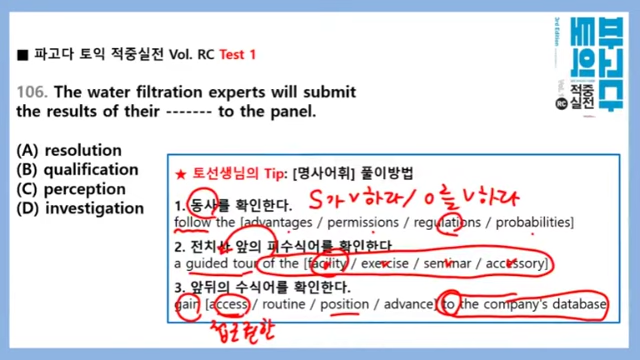 ■ 파고다 토익 적중실전 Vol. RC Test 1
3rd Edition
파고다
토익
적중
실전
VOL. 1
RC
106. The water filtration experts will submit
the results of their ------- to the panel.
(A) resolution
(B) qualification
(C) perception
(D) investigation
★ 토선생님의 Tip: [명사어휘] 풀이방법
1. 동사를 확인한다.
S가 V하다 / O를 V하다
follow the [advantages / permissions / regulations / probabilities]
2. 전치사 앞의 피수식어를 확인한다
a guided tour of the [facility / exercise / seminar / accessory]
3. 앞뒤의 수식어를 확인한다.
gain [access / routine / position / advance] to the company's database
접근권한